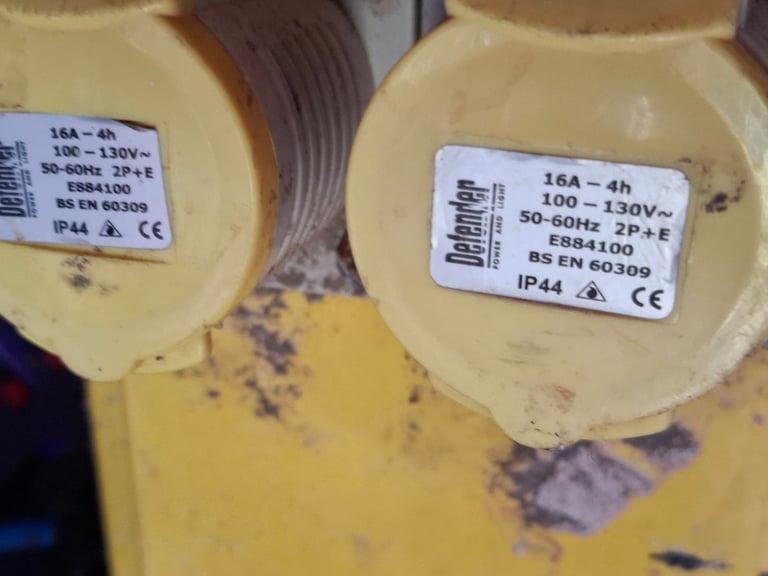 Defender
POWER AND LIGHT
16A – 4h
100 – 130V~
50-60Hz 2P+E
E884100
BS EN 60309
IP44 CE
Defender
POWER AND LIGHT
16A – 4h
100 – 130V~
50-60Hz 2P+E
E884100
BS EN 60309
IP44 CE